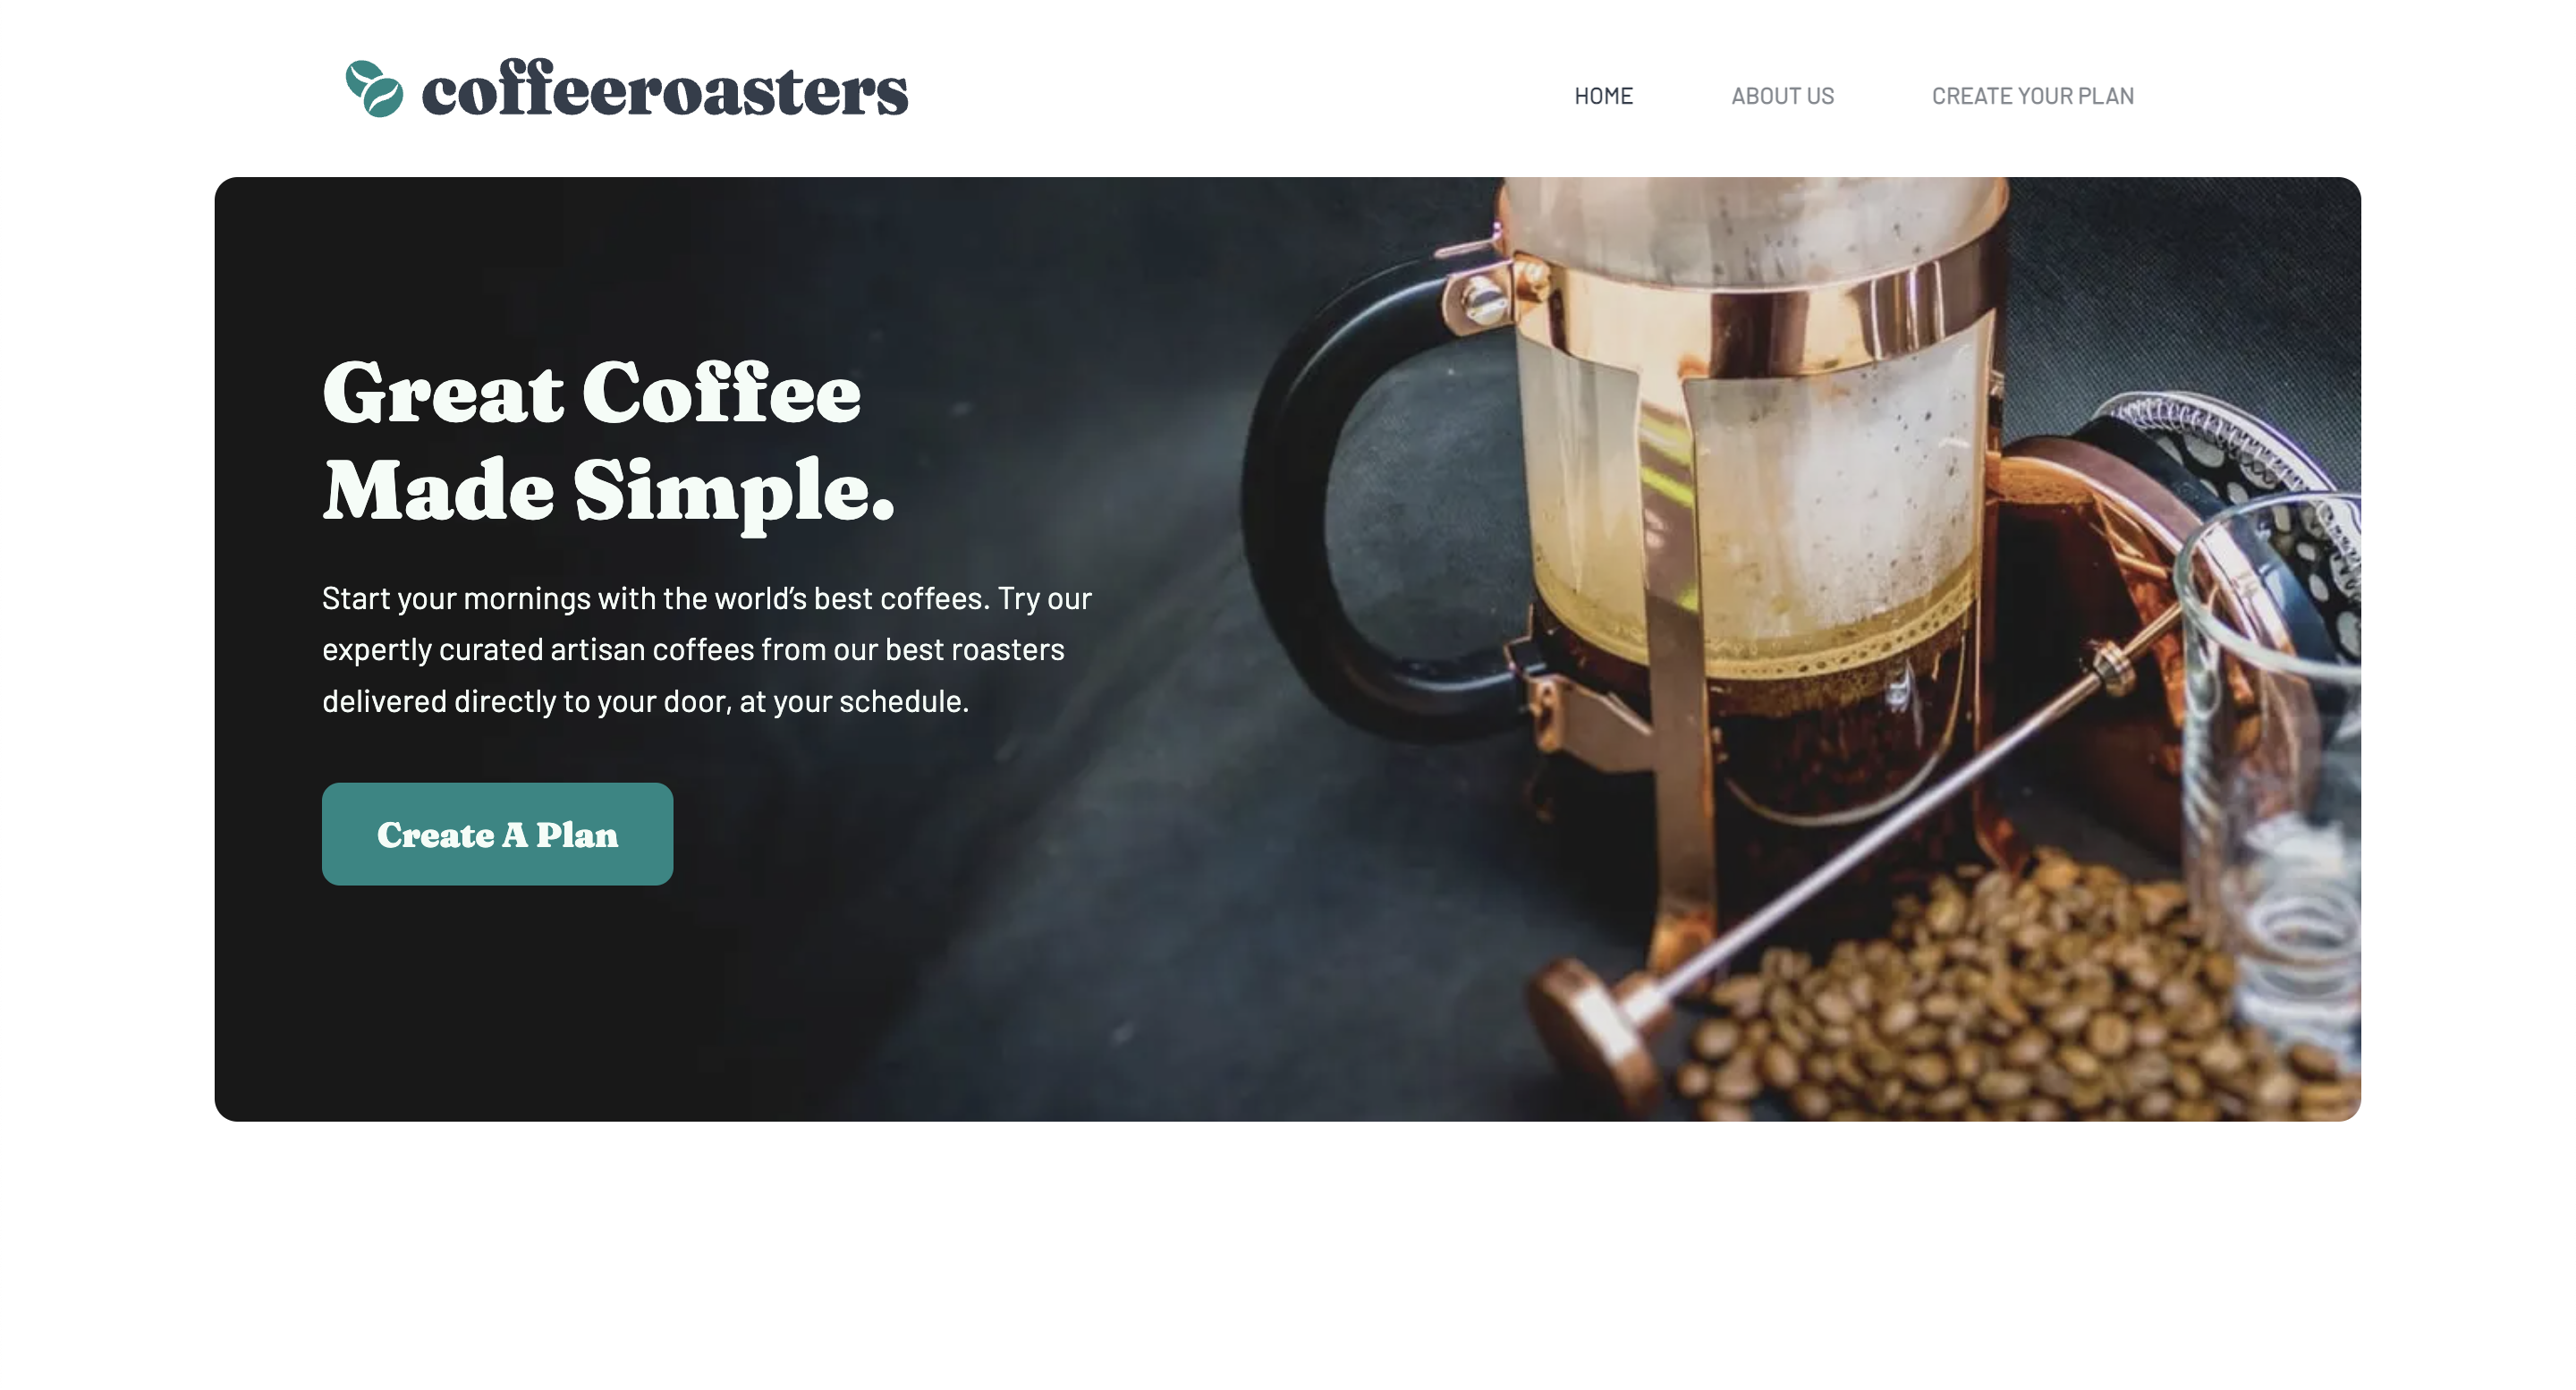 coffeeroasters
HOME
ABOUT US
CREATE YOUR PLAN
Great Coffee
Made Simple.
Start your mornings with the world’s best coffees. Try our
expertly curated artisan coffees from our best roasters
delivered directly to your door, at your schedule.
Create A Plan